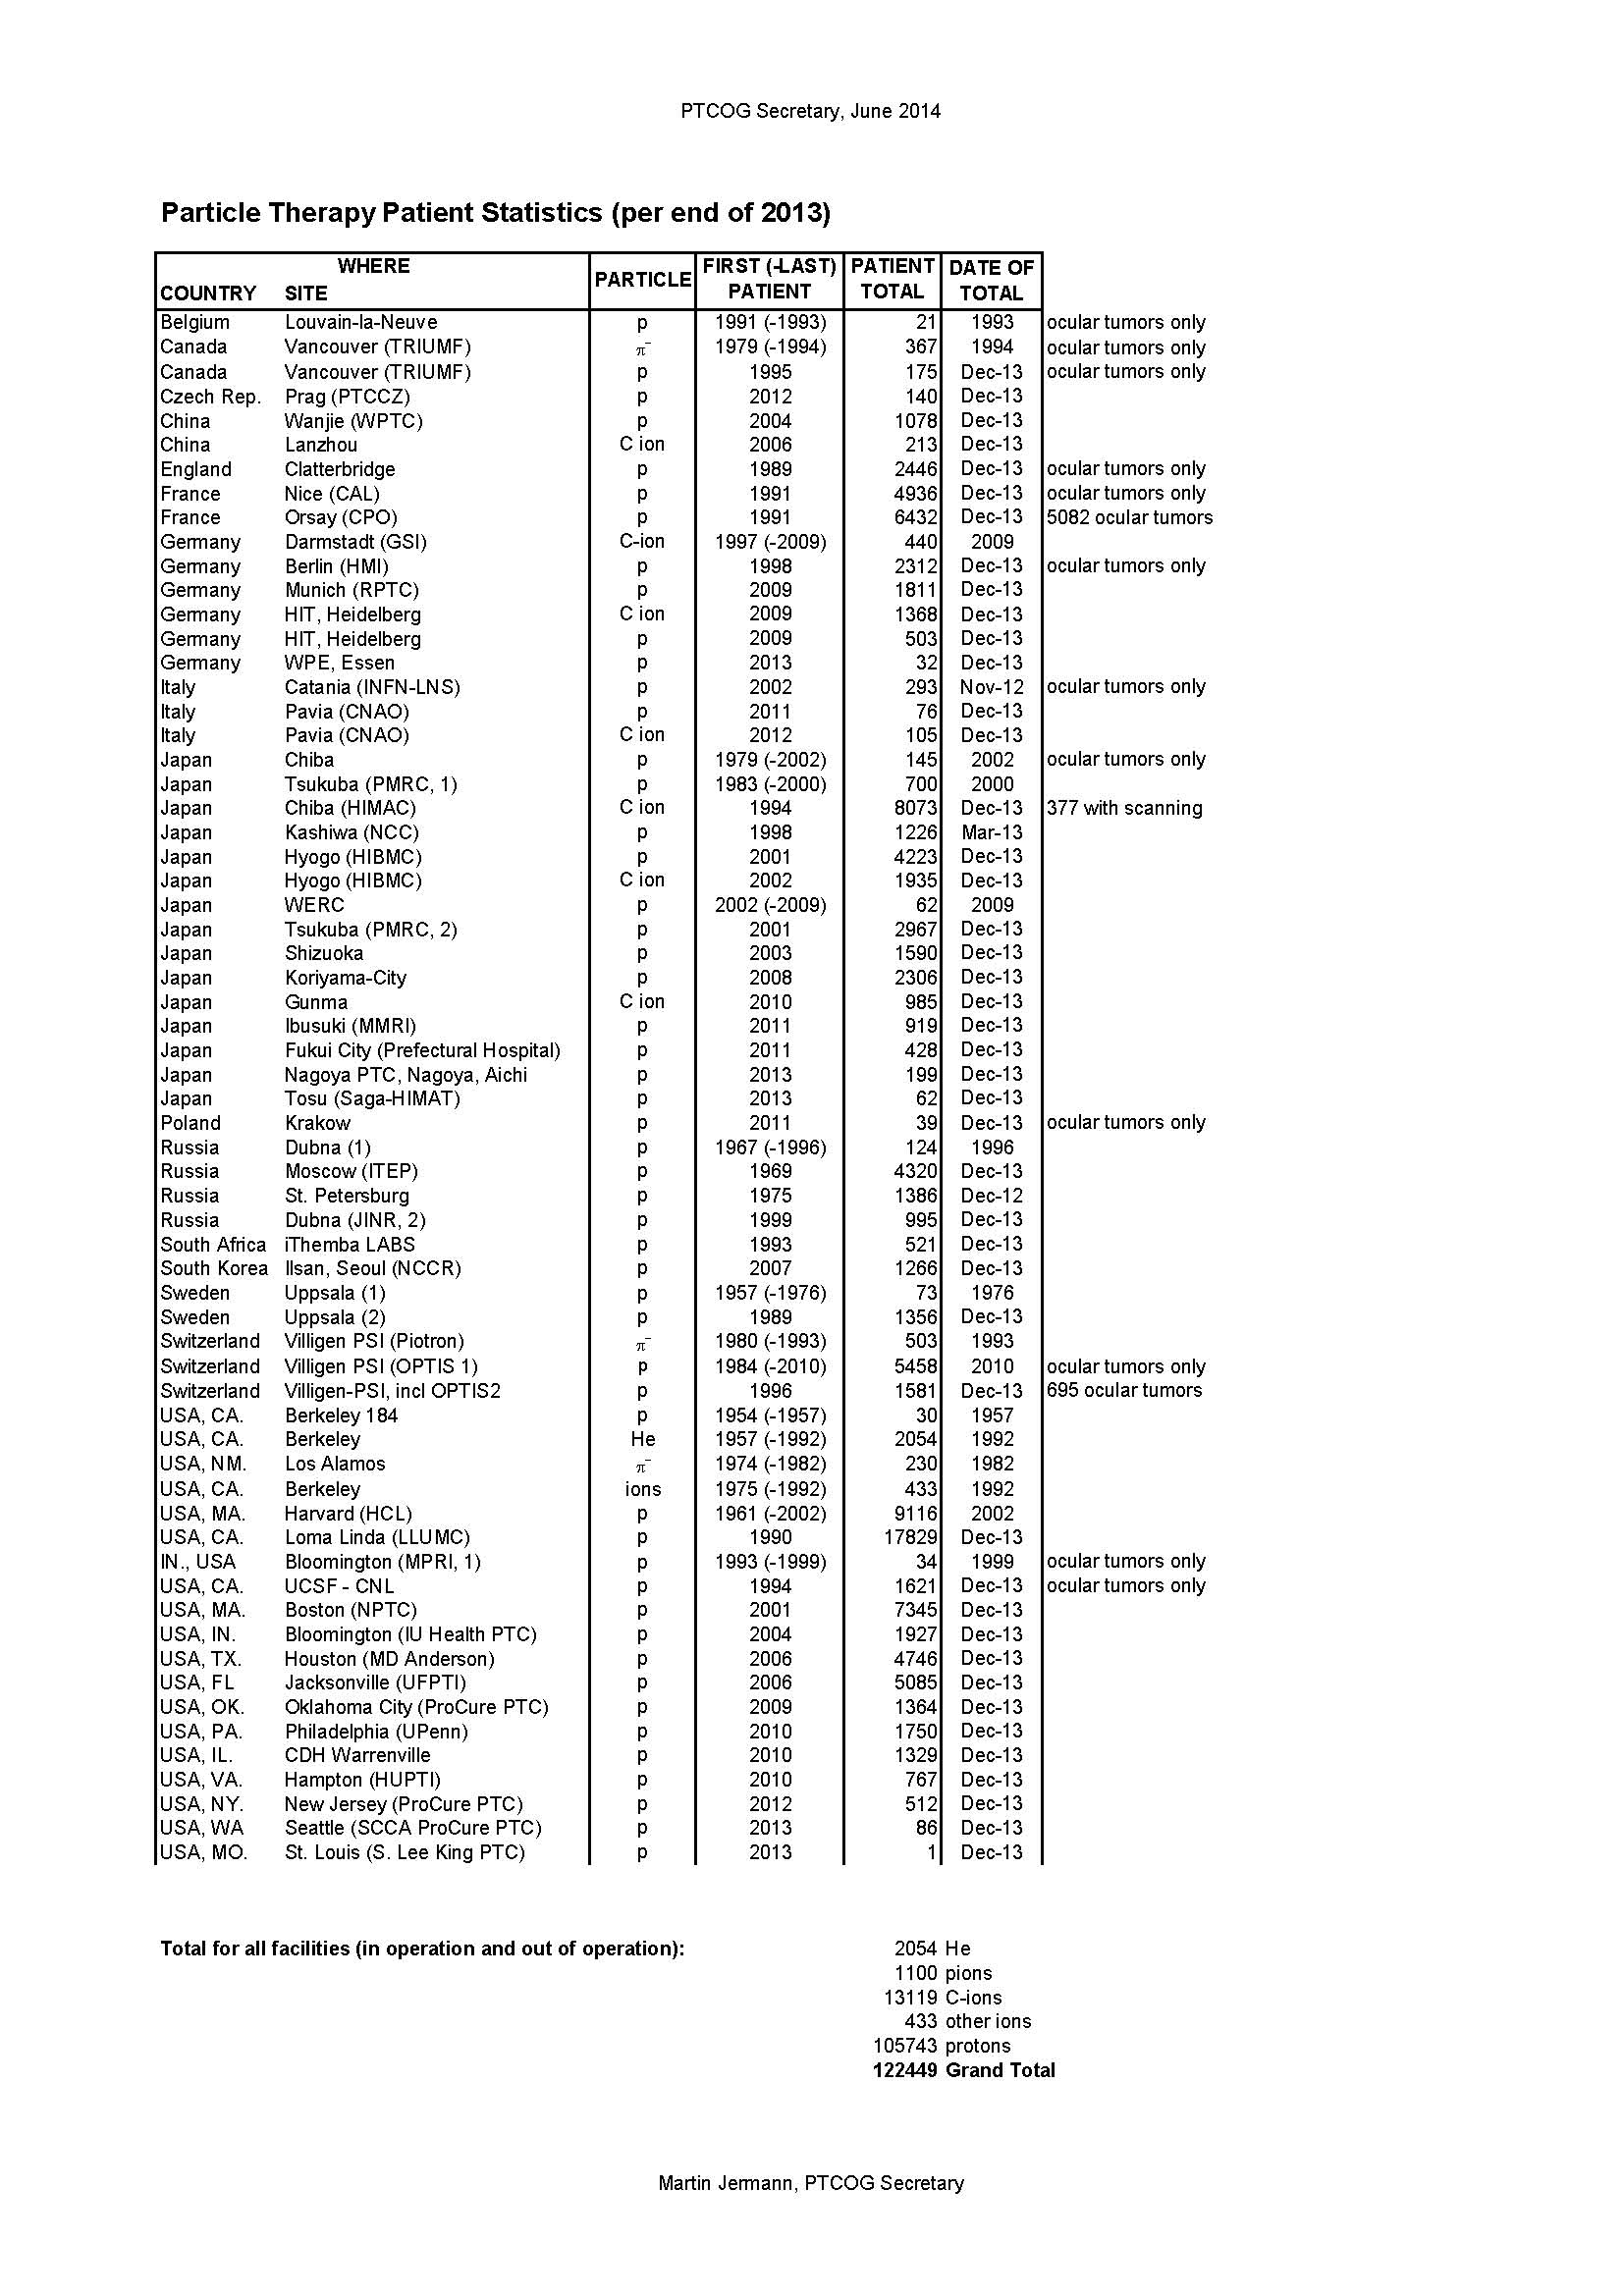 PTCOG Secretary, June 2014
Particle Therapy Patient Statistics (per end of 2013)
WHERE FIRST (-LAST) PATIENT DATE OF
COUNTRY SITE PARTICLE PATIENT TOTAL TOTAL
Belgium Louvain-la-Neuve p 1991 (-1993) 21 1993 ocular tumors only
Canada Vancouver (TRIUMF) π⁻ 1979 (-1994) 367 1994 ocular tumors only
Canada Vancouver (TRIUMF) p 1995 175 Dec-13 ocular tumors only
Czech Rep. Prag (PTCCZ) p 2012 140 Dec-13
China Wanjie (WPTC) p 2004 1078 Dec-13
China Lanzhou C ion 2006 213 Dec-13
England Clatterbridge p 1989 2446 Dec-13 ocular tumors only
France Nice (CAL) p 1991 4936 Dec-13 ocular tumors only
France Orsay (CPO) p 1991 6432 Dec-13 5082 ocular tumors
Germany Darmstadt (GSI) C-ion 1997 (-2009) 440 2009
Germany Berlin (HMI) p 1998 2312 Dec-13 ocular tumors only
Germany Munich (RPTC) p 2009 1811 Dec-13
Germany HIT, Heidelberg C ion 2009 1368 Dec-13
Germany HIT, Heidelberg p 2009 503 Dec-13
Germany WPE, Essen p 2013 32 Dec-13
Italy Catania (INFN-LNS) p 2002 293 Nov-12 ocular tumors only
Italy Pavia (CNAO) p 2011 76 Dec-13
Italy Pavia (CNAO) C ion 2012 105 Dec-13
Japan Chiba p 1979 (-2002) 145 2002 ocular tumors only
Japan Tsukuba (PMRC, 1) p 1983 (-2000) 700 2000
Japan Chiba (HIMAC) C ion 1994 8073 Dec-13 377 with scanning
Japan Kashiwa (NCC) p 1998 1226 Mar-13
Japan Hyogo (HIBMC) p 2001 4223 Dec-13
Japan Hyogo (HIBMC) C ion 2002 1935 Dec-13
Japan WERC p 2002 (-2009) 62 2009
Japan Tsukuba (PMRC, 2) p 2001 2967 Dec-13
Japan Shizuoka p 2003 1590 Dec-13
Japan Koriyama-City p 2008 2306 Dec-13
Japan Gunma C ion 2010 985 Dec-13
Japan Ibusuki (MMRI) p 2011 919 Dec-13
Japan Fukui City (Prefectural Hospital) p 2011 428 Dec-13
Japan Nagoya PTC, Nagoya, Aichi p 2013 199 Dec-13
Japan Tosu (Saga-HIMAT) p 2013 62 Dec-13
Poland Krakow p 2011 39 Dec-13 ocular tumors only
Russia Dubna (1) p 1967 (-1996) 124 1996
Russia Moscow (ITEP) p 1969 4320 Dec-13
Russia St. Petersburg p 1975 1386 Dec-12
Russia Dubna (JINR, 2) p 1999 995 Dec-13
South Africa iThemba LABS p 1993 521 Dec-13
South Korea Ilsan, Seoul (NCCR) p 2007 1266 Dec-13
Sweden Uppsala (1) p 1957 (-1976) 73 1976
Sweden Uppsala (2) p 1989 1356 Dec-13
Switzerland Villigen PSI (Piotron) π⁻ 1980 (-1993) 503 1993
Switzerland Villigen PSI (OPTIS 1) p 1984 (-2010) 5458 2010 ocular tumors only
Switzerland Villigen-PSI, incl OPTIS2 p 1996 1581 Dec-13 695 ocular tumors
USA, CA. Berkeley 184 p 1954 (-1957) 30 1957
USA, CA. Berkeley He 1957 (-1992) 2054 1992
USA, NM. Los Alamos π⁻ 1974 (-1982) 230 1982
USA, CA. Berkeley ions 1975 (-1992) 433 1992
USA, MA. Harvard (HCL) p 1961 (-2002) 9116 2002
USA, CA. Loma Linda (LLUMC) p 1990 17829 Dec-13
IN., USA Bloomington (MPRI, 1) p 1993 (-1999) 34 1999 ocular tumors only
USA, CA. UCSF - CNL p 1994 1621 Dec-13 ocular tumors only
USA, MA. Boston (NPTC) p 2001 7345 Dec-13
USA, IN. Bloomington (IU Health PTC) p 2004 1927 Dec-13
USA, TX. Houston (MD Anderson) p 2006 4746 Dec-13
USA, FL Jacksonville (UFPTI) p 2006 5085 Dec-13
USA, OK. Oklahoma City (ProCure PTC) p 2009 1364 Dec-13
USA, PA. Philadelphia (UPenn) p 2010 1750 Dec-13
USA, IL. CDH Warrenville p 2010 1329 Dec-13
USA, VA. Hampton (HUPTI) p 2010 767 Dec-13
USA, NY. New Jersey (ProCure PTC) p 2012 512 Dec-13
USA, WA Seattle (SCCA ProCure PTC) p 2013 86 Dec-13
USA, MO. St. Louis (S. Lee King PTC) p 2013 1 Dec-13
Total for all facilities (in operation and out of operation): 2054 He
1100 pions
13119 C-ions
433 other ions
105743 protons
122449 Grand Total
Martin Jermann, PTCOG Secretary